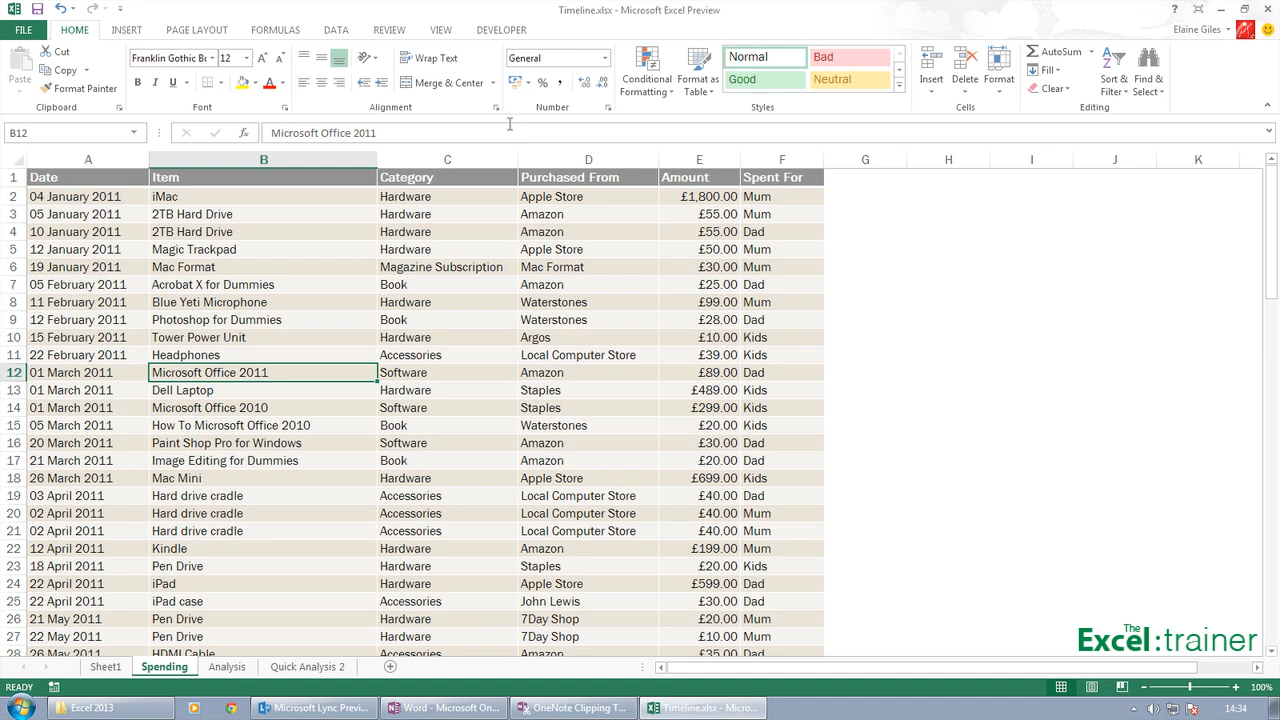 Timeline.xlsx - Microsoft Excel Preview
FILE HOME INSERT PAGE LAYOUT FORMULAS DATA REVIEW VIEW DEVELOPER Elaine Giles
Paste
Cut
Copy
Format Painter
Clipboard
Franklin Gothic B 12
B I U
Font
Wrap Text
Merge & Center
Alignment
General
%
Number
Conditional Formatting
Format as Table
Normal Bad
Good Neutral
Styles
Insert Delete Format
Cells
AutoSum
Fill
Clear
Sort & Filter
Find & Select
Editing
B12 fx Microsoft Office 2011
A B C D E F G H I J K
1 Date Item Category Purchased From Amount Spent For
2 04 January 2011 iMac Hardware Apple Store £1,800.00 Mum
3 05 January 2011 2TB Hard Drive Hardware Amazon £55.00 Mum
4 10 January 2011 2TB Hard Drive Hardware Amazon £55.00 Dad
5 12 January 2011 Magic Trackpad Hardware Apple Store £50.00 Mum
6 19 January 2011 Mac Format Magazine Subscription Mac Format £30.00 Mum
7 05 February 2011 Acrobat X for Dummies Book Amazon £25.00 Dad
8 11 February 2011 Blue Yeti Microphone Hardware Waterstones £99.00 Mum
9 12 February 2011 Photoshop for Dummies Book Waterstones £28.00 Dad
10 15 February 2011 Tower Power Unit Hardware Argos £10.00 Kids
11 22 February 2011 Headphones Accessories Local Computer Store £39.00 Kids
12 01 March 2011 Microsoft Office 2011 Software Amazon £89.00 Dad
13 01 March 2011 Dell Laptop Hardware Staples £489.00 Kids
14 01 March 2011 Microsoft Office 2010 Software Staples £299.00 Kids
15 05 March 2011 How To Microsoft Office 2010 Book Waterstones £20.00 Kids
16 20 March 2011 Paint Shop Pro for Windows Software Amazon £30.00 Dad
17 21 March 2011 Image Editing for Dummies Book Amazon £20.00 Dad
18 26 March 2011 Mac Mini Hardware Apple Store £699.00 Kids
19 03 April 2011 Hard drive cradle Accessories Local Computer Store £40.00 Dad
20 02 April 2011 Hard drive cradle Accessories Local Computer Store £40.00 Mum
21 02 April 2011 Hard drive cradle Accessories Local Computer Store £40.00 Mum
22 12 April 2011 Kindle Hardware Amazon £199.00 Mum
23 18 April 2011 Pen Drive Hardware Staples £20.00 Kids
24 22 April 2011 iPad Hardware Apple Store £599.00 Dad
25 22 April 2011 iPad case Accessories John Lewis £30.00 Dad
26 21 May 2011 Pen Drive Hardware 7Day Shop £20.00 Mum
27 22 May 2011 Pen Drive Hardware 7Day Shop £10.00 Mum
28 26 May 2011 HDMI Cable Accessories Amazon £35.00 Dad
The
Excel:trainer
Sheet1 Spending Analysis Quick Analysis 2
READY 100%
Excel 2013 Microsoft Lync Previ... Word - Microsoft On... OneNote Clipping T... Timeline.xlsx - Micro... 14:34